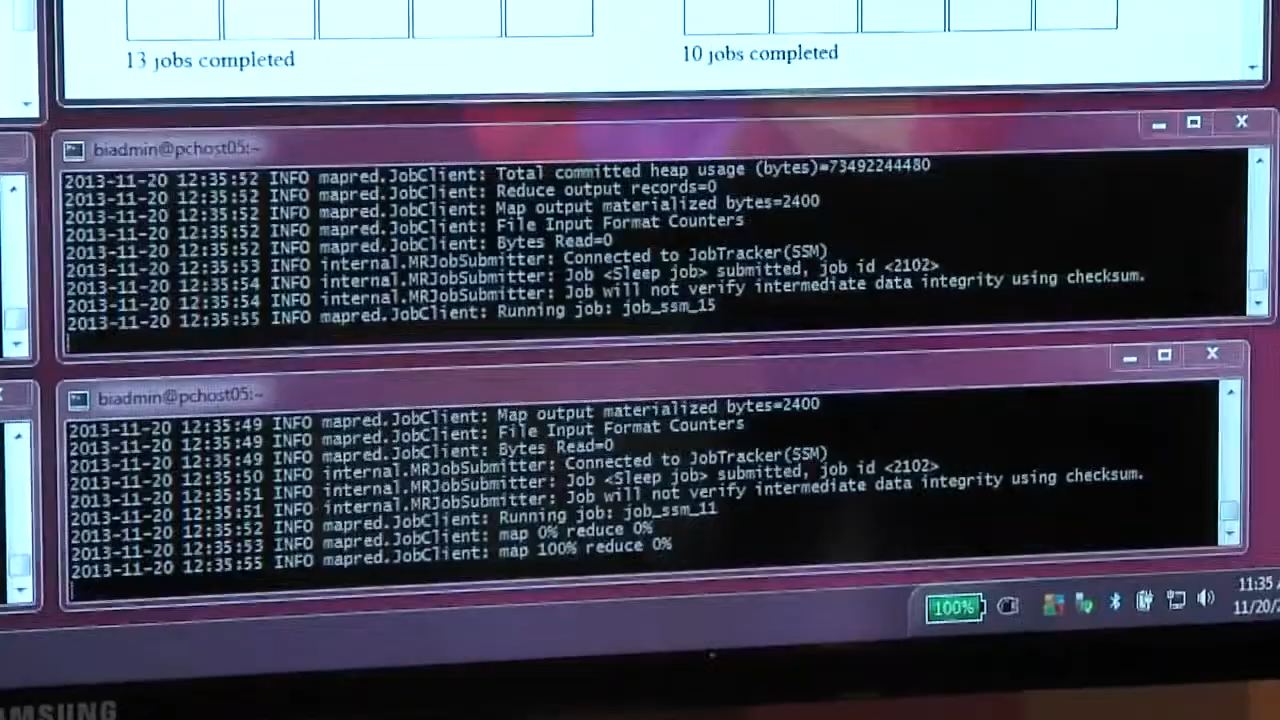 13 jobs completed
10 jobs completed
biadmin@pchost05:~
2013-11-20 12:35:52 INFO mapred.JobClient: Total committed heap usage (bytes)=73492244480
2013-11-20 12:35:52 INFO mapred.JobClient: Reduce output records=0
2013-11-20 12:35:52 INFO mapred.JobClient: Map output materialized bytes=2400
2013-11-20 12:35:52 INFO mapred.JobClient: File Input Format Counters
2013-11-20 12:35:52 INFO mapred.JobClient: Bytes Read=0
2013-11-20 12:35:53 INFO internal.MRJobSubmitter: Connected to JobTracker(SSM)
2013-11-20 12:35:54 INFO internal.MRJobSubmitter: Job <Sleep job> submitted, job id <2102>
2013-11-20 12:35:54 INFO internal.MRJobSubmitter: Job will not verify intermediate data integrity using checksum.
2013-11-20 12:35:55 INFO mapred.JobClient: Running job: job_ssm_15
biadmin@pchost05:~
2013-11-20 12:35:49 INFO mapred.JobClient: Map output materialized bytes=2400
2013-11-20 12:35:49 INFO mapred.JobClient: File Input Format Counters
2013-11-20 12:35:49 INFO mapred.JobClient: Bytes Read=0
2013-11-20 12:35:50 INFO internal.MRJobSubmitter: Connected to JobTracker(SSM)
2013-11-20 12:35:51 INFO internal.MRJobSubmitter: Job <Sleep job> submitted, job id <2102>
2013-11-20 12:35:51 INFO internal.MRJobSubmitter: Job will not verify intermediate data integrity using checksum.
2013-11-20 12:35:52 INFO mapred.JobClient: Running job: job_ssm_11
2013-11-20 12:35:53 INFO mapred.JobClient: map 0% reduce 0%
2013-11-20 12:35:55 INFO mapred.JobClient: map 100% reduce 0%
100%
11:35
11/20/2
AMSUNG